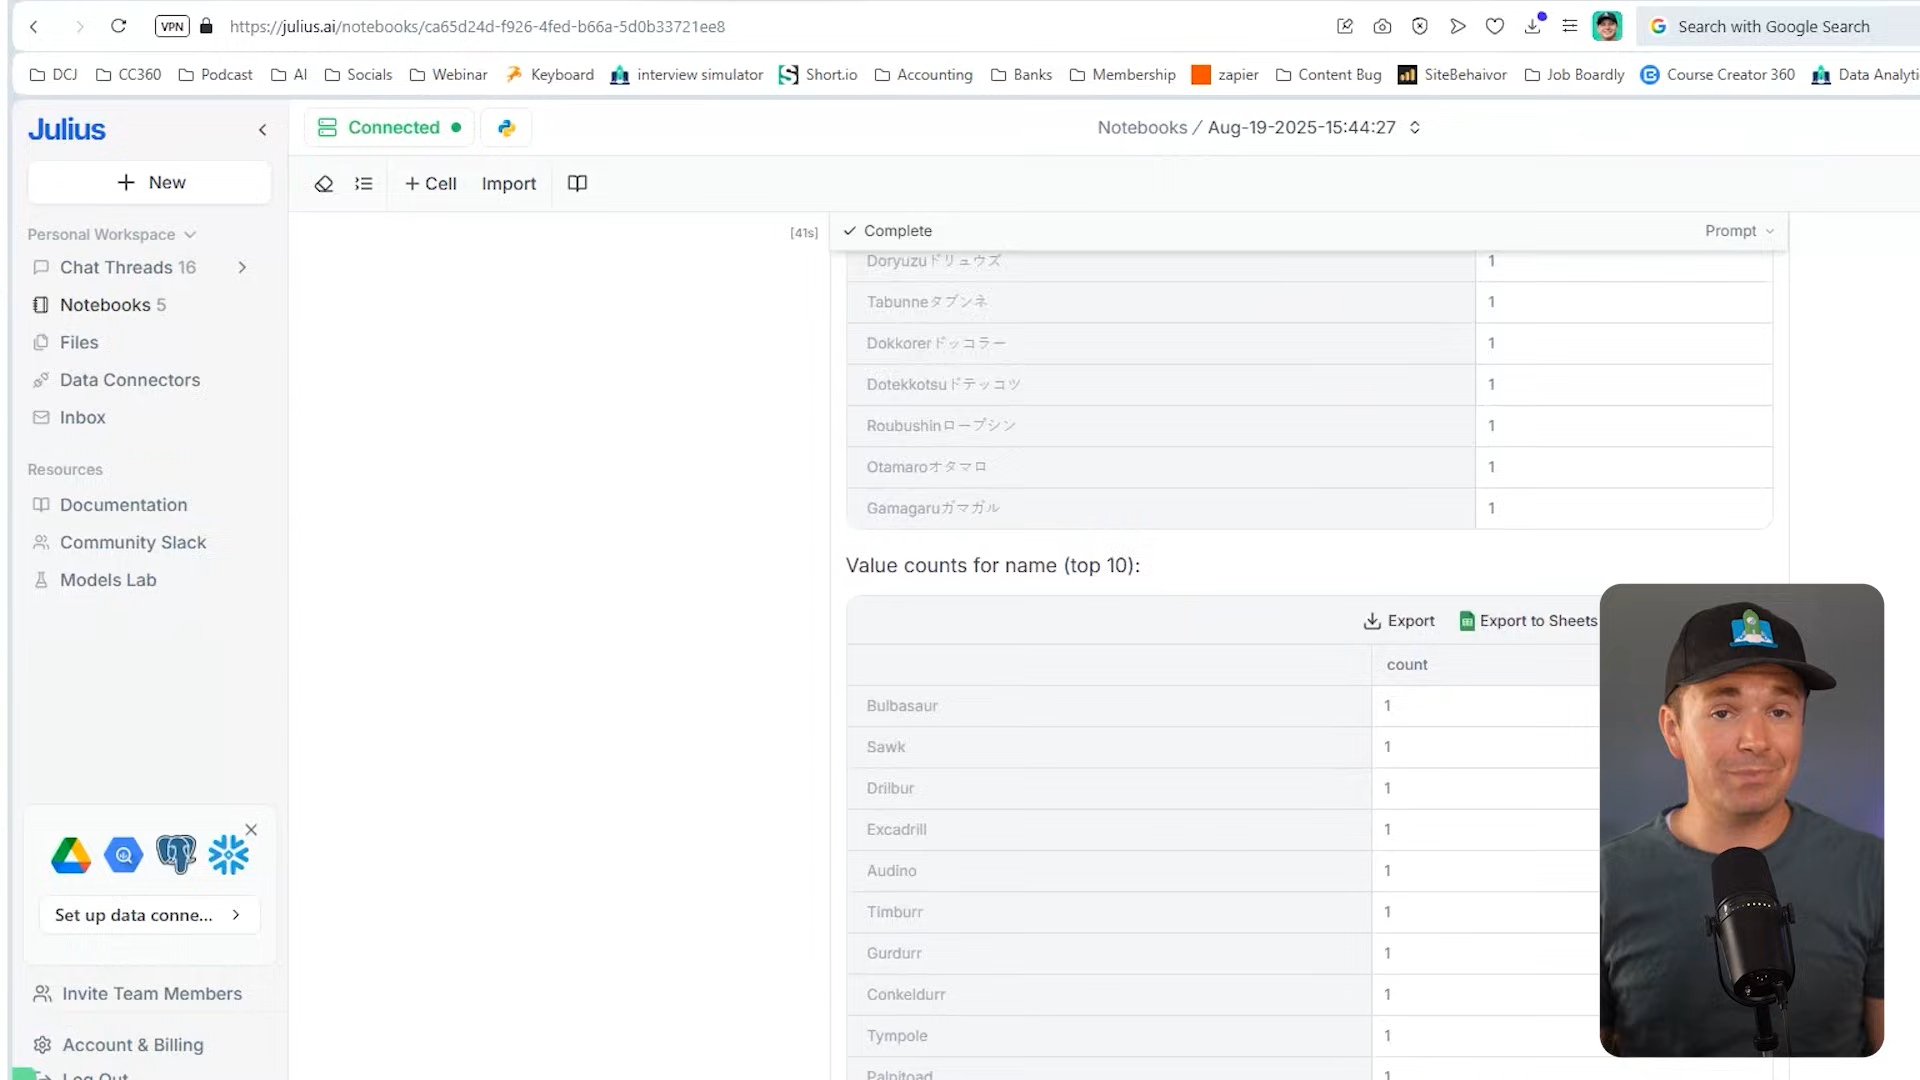 VPN
https://julius.ai/notebooks/ca65d24d-f926-4fed-b66a-5d0b33721ee8
Search with Google Search
DCJ CC360 Podcast AI Socials Webinar Keyboard interview simulator Short.io Accounting Banks Membership zapier Content Bug SiteBehaivor Job Boardly Course Creator 360 Data Analyti
Julius
Connected
Notebooks / Aug-19-2025-15:44:27
+ New
+ Cell Import
Personal Workspace
Chat Threads 16
Notebooks 5
Files
Data Connectors
Inbox
Resources
Documentation
Community Slack
Models Lab
Set up data conne...
Invite Team Members
Account & Billing
Log Out
[41s]
Complete
Prompt
Doryuzuドリュウズ 1
Tabunneタブンネ 1
Dokkorerドッコラー 1
Dotekkotsuドテッコツ 1
Roubushinローブシン 1
Otamaroオタマロ 1
Gamagaruガマガル 1
Value counts for name (top 10):
Export Export to Sheets
count
Bulbasaur 1
Sawk 1
Drilbur 1
Excadrill 1
Audino 1
Timburr 1
Gurdurr 1
Conkeldurr 1
Tympole 1
Palpitoad 1